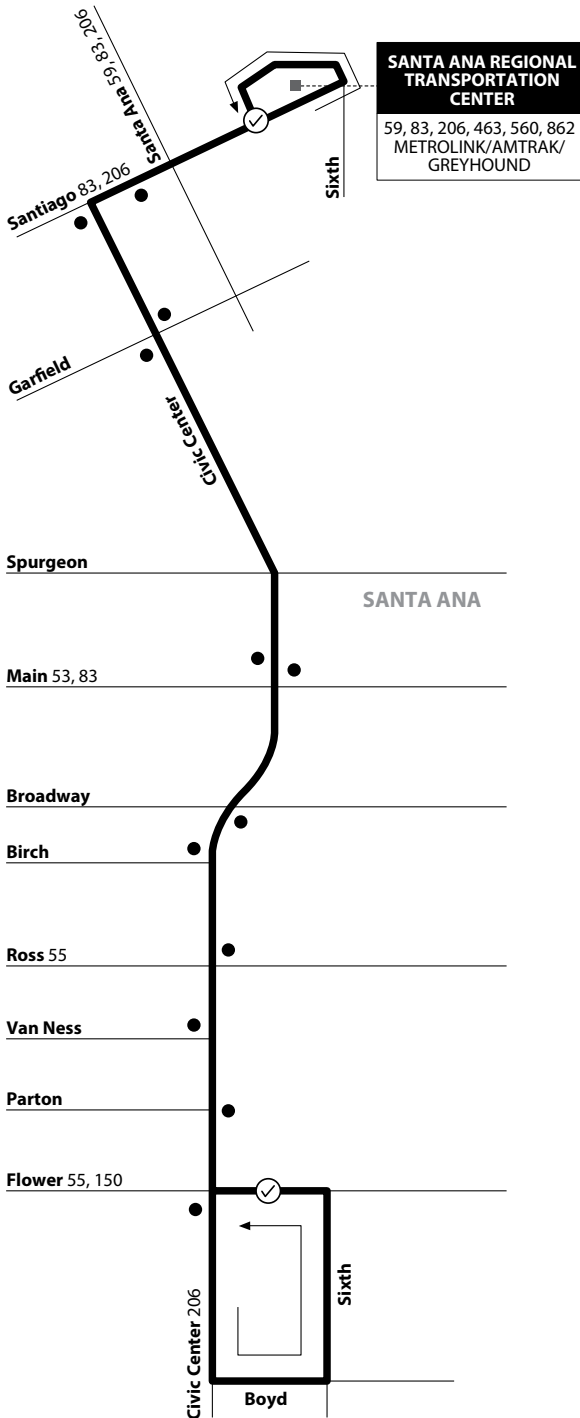 Santa Ana 59, 83, 206
SANTA ANA REGIONAL
TRANSPORTATION
CENTER
59, 83, 206, 463, 560, 862
METROLINK/AMTRAK/
GREYHOUND
Sixth
Santiago 83, 206
Garfield
Civic Center
Spurgeon
SANTA ANA
Main 53, 83
Broadway
Birch
Ross 55
Van Ness
Parton
Flower 55, 150
Sixth
Civic Center 206
Boyd